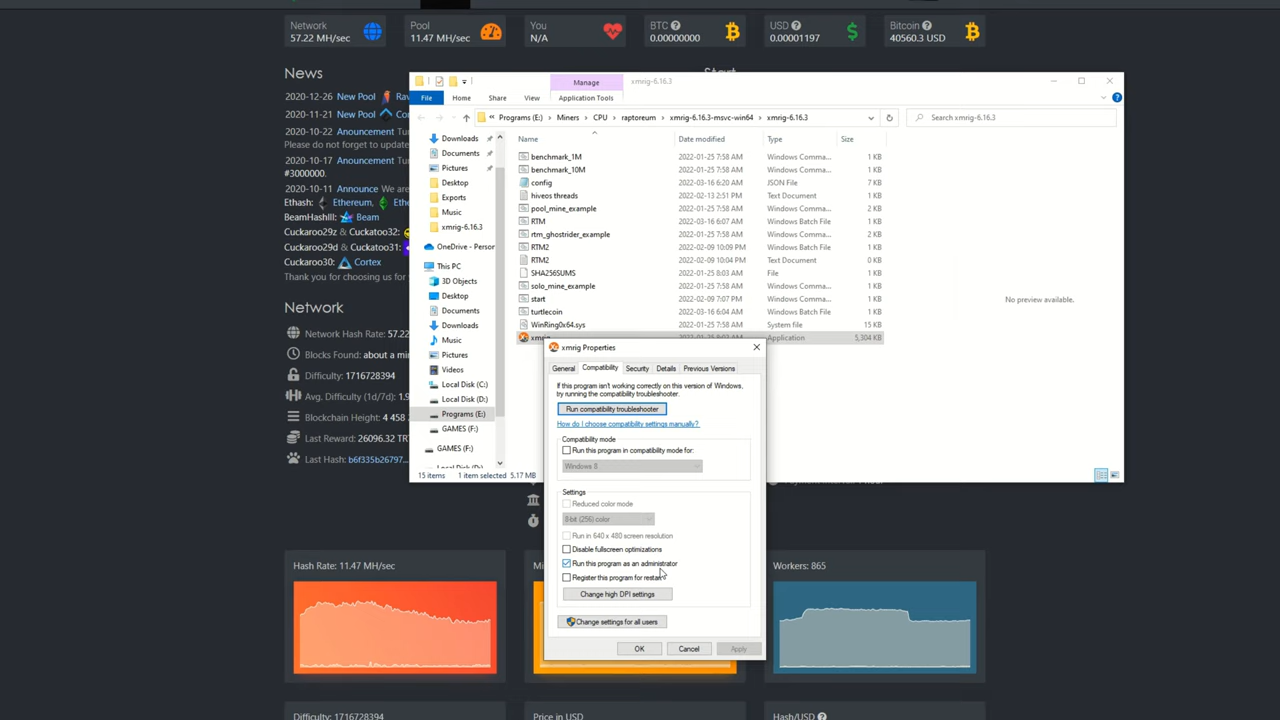 Network
57.22 MH/sec
Pool
11.47 MH/sec
You
N/A
BTC
0.00000000
USD
0.00001197
Bitcoin
40560.3 USD
News
2020-12-26 New Pool
2020-11-21 New Pool
2020-10-22 Anouncement
Please do not forget to update
2020-10-17 Anouncement
#3000000.
2020-10-11 Announce We are
Ethash: Ethereum,
BeamHashIII: Beam
Cuckaroo29z & Cuckatoo32:
Cuckaroo29d & Cuckatoo31:
Cuckaroo30: Cortex
Thank you for choosing us for
Network
Network Hash Rate: 57.22
Blocks Found: about a min
Difficulty: 1716728394
Avg. Difficulty (1d/7d): 1.9
Blockchain Height: 4 458
Last Reward: 26096.32 TR
Last Hash: b6f335b26797...
Manage
xmrig-6.16.3
File
Home
Share
View
Application Tools
« Programs (E:) > Miners > CPU > raptoreum > xmrig-6.16.3-msvc-win64 > xmrig-6.16.3
Search xmrig-6.16.3
Downloads
Documents
Pictures
Desktop
Exports
Music
xmrig-6.16.3
OneDrive - Person
This PC
3D Objects
Desktop
Documents
Downloads
Music
Pictures
Videos
Local Disk (C:)
Local Disk (D:)
Programs (E:)
GAMES (F:)
GAMES (F:)
Name Date modified Type Size
benchmark_1M 2022-01-25 7:58 AM Windows Comma... 1 KB
benchmark_10M 2022-01-25 7:58 AM Windows Comma... 1 KB
config 2022-03-16 6:20 AM JSON File 7 KB
hiveos threads 2022-02-13 2:51 PM Text Document 1 KB
pool_mine_example 2022-01-25 7:58 AM Windows Comma... 2 KB
RTM 2022-03-16 6:07 AM Windows Batch File 1 KB
rtm_ghostrider_example 2022-01-25 7:58 AM Windows Comma... 2 KB
RTM2 2022-02-09 10:09 PM Windows Batch File 1 KB
RTM2 2022-02-09 10:04 PM Text Document 0 KB
SHA256SUMS 2022-01-25 8:03 AM File 1 KB
solo_mine_example 2022-01-25 7:58 AM Windows Comma... 1 KB
start 2022-02-09 7:07 PM Windows Comma... 1 KB
turtlecoin 2022-03-16 6:04 AM Windows Batch File 1 KB
WinRing0x64.sys 2022-01-25 7:58 AM System file 15 KB
Application 5,304 KB
No preview available.
15 items 1 item selected 5.17 MB
xmrig Properties
General
Compatibility
Security
Details
Previous Versions
If this program isn't working correctly on this version of Windows,
try running the compatibility troubleshooter.
Run compatibility troubleshooter
How do I choose compatibility settings manually?
Compatibility mode
Run this program in compatibility mode for:
Windows 8
Settings
Reduced color mode
8-bit (256) color
Run in 640 x 480 screen resolution
Disable fullscreen optimizations
Run this program as an administrator
Register this program for restart
Change high DPI settings
Change settings for all users
OK
Cancel
Apply
Hash Rate: 11.47 MH/sec
Workers: 865
Difficulty: 1716728394
Price in USD
Hash/USD